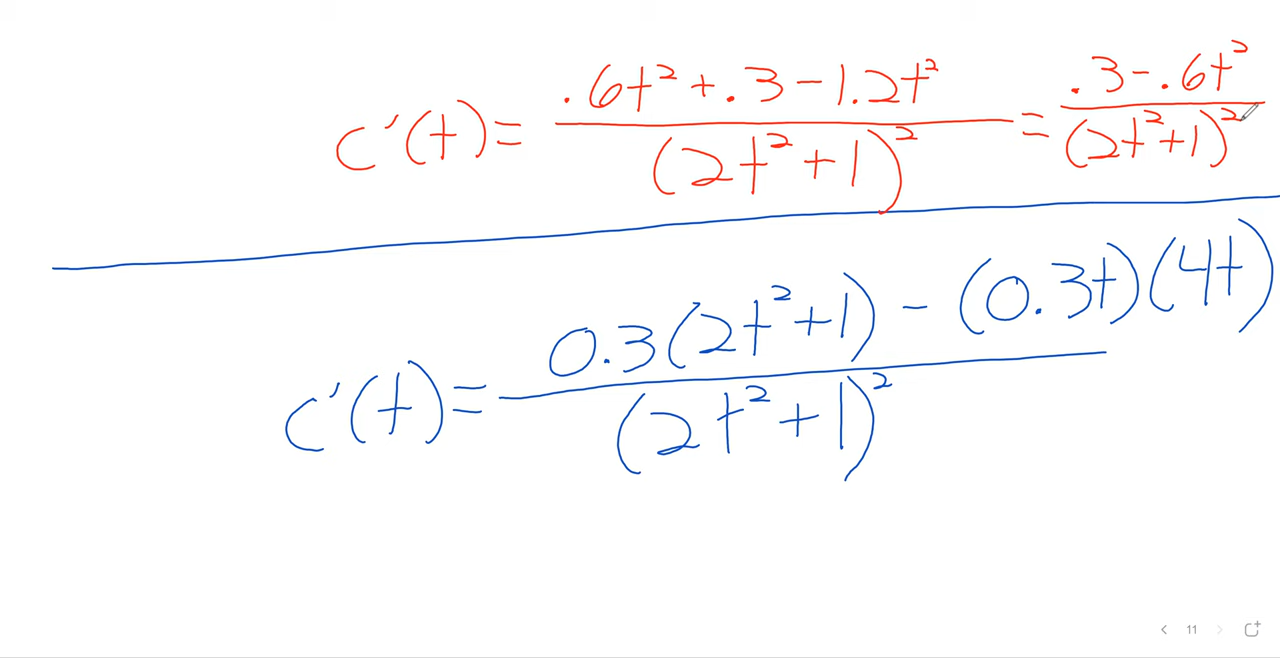 c'(t) = (.6t² + .3 − 1.2t²)/(2t² + 1)² = (.3 − .6t²)/(2t² + 1)²
c'(t) = (0.3(2t² + 1) − (0.3t)(4t))/(2t² + 1)²
11